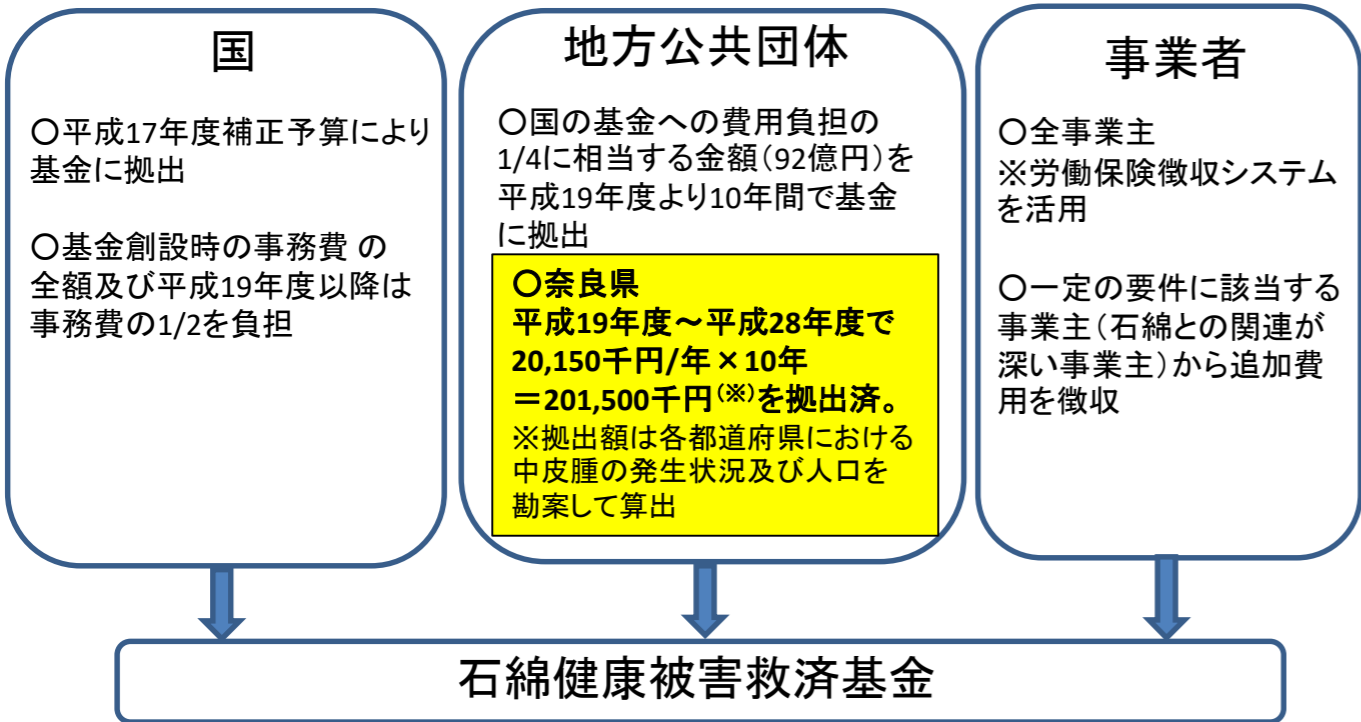 国
○平成17年度補正予算により
基金に拠出
○基金創設時の事務費 の
全額及び平成19年度以降は
事務費の1/2を負担
地方公共団体
○国の基金への費用負担の
1/4に相当する金額(92億円)を
平成19年度より10年間で基金
に拠出
○奈良県
平成19年度～平成28年度で
20,150千円/年×10年
＝201,500千円(※)を拠出済。
※拠出額は各都道府県における
中皮腫の発生状況及び人口を
勘案して算出
事業者
○全事業主
※労働保険徴収システム
を活用
○一定の要件に該当する
事業主(石綿との関連が
深い事業主)から追加費
用を徴収
石綿健康被害救済基金